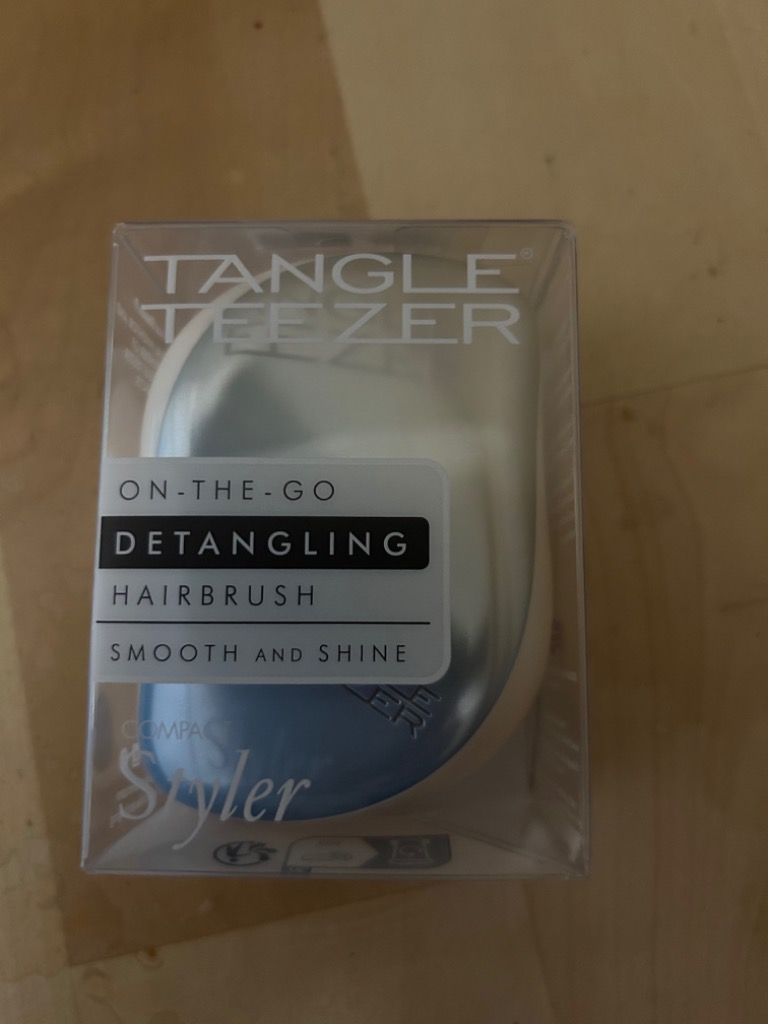 TANGLE®
TEEZER
ON-THE-GO
DETANGLING
HAIRBRUSH
SMOOTH AND SHINE
COMPACT
Styler